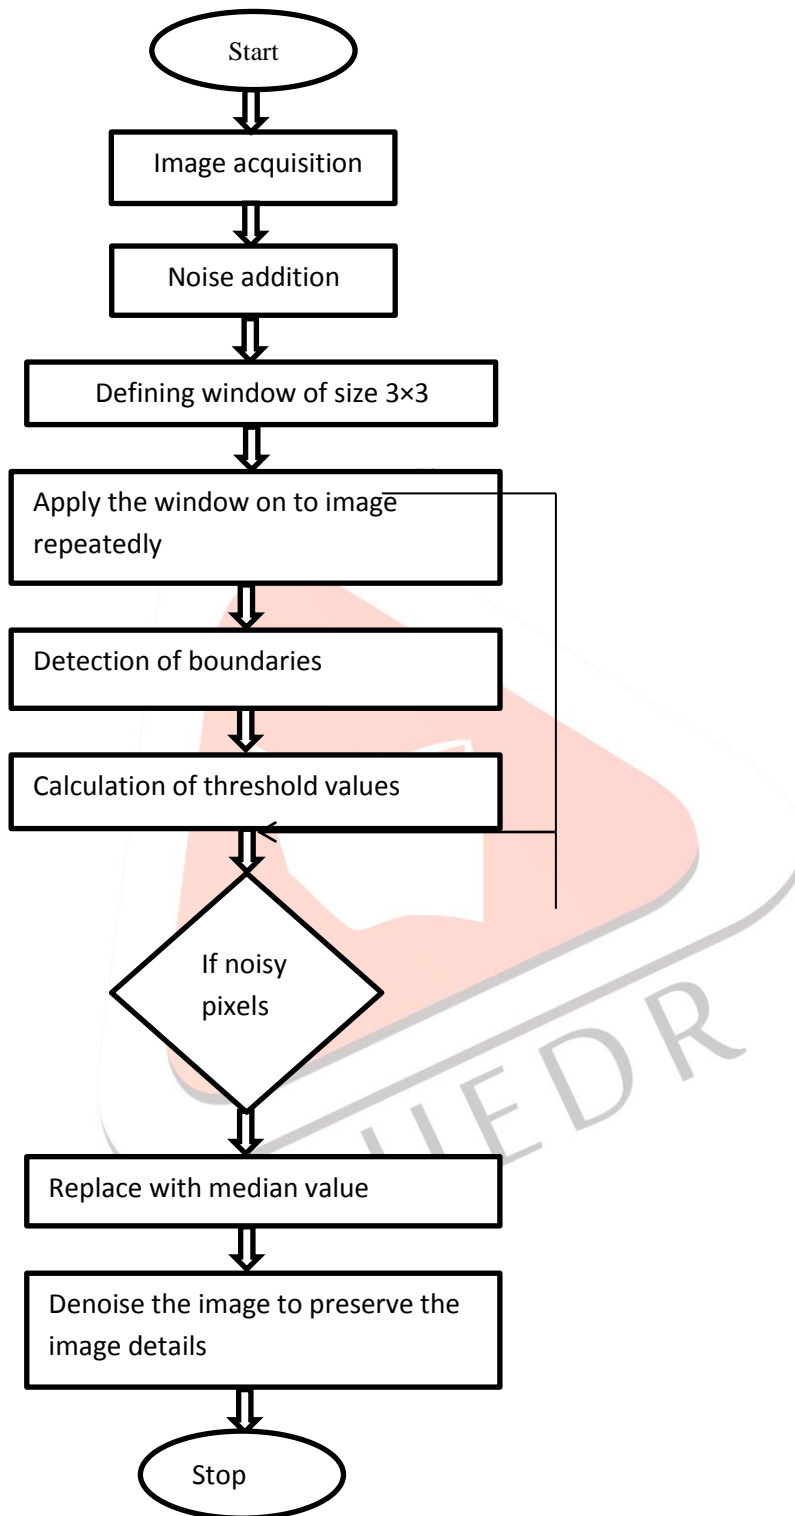 Start
Image acquisition
Noise addition
Defining window of size 3×3
Apply the window on to image
repeatedly
Detection of boundaries
Calculation of threshold values
If noisy
pixels
IJEDR
Replace with median value
Denoise the image to preserve the
image details
Stop